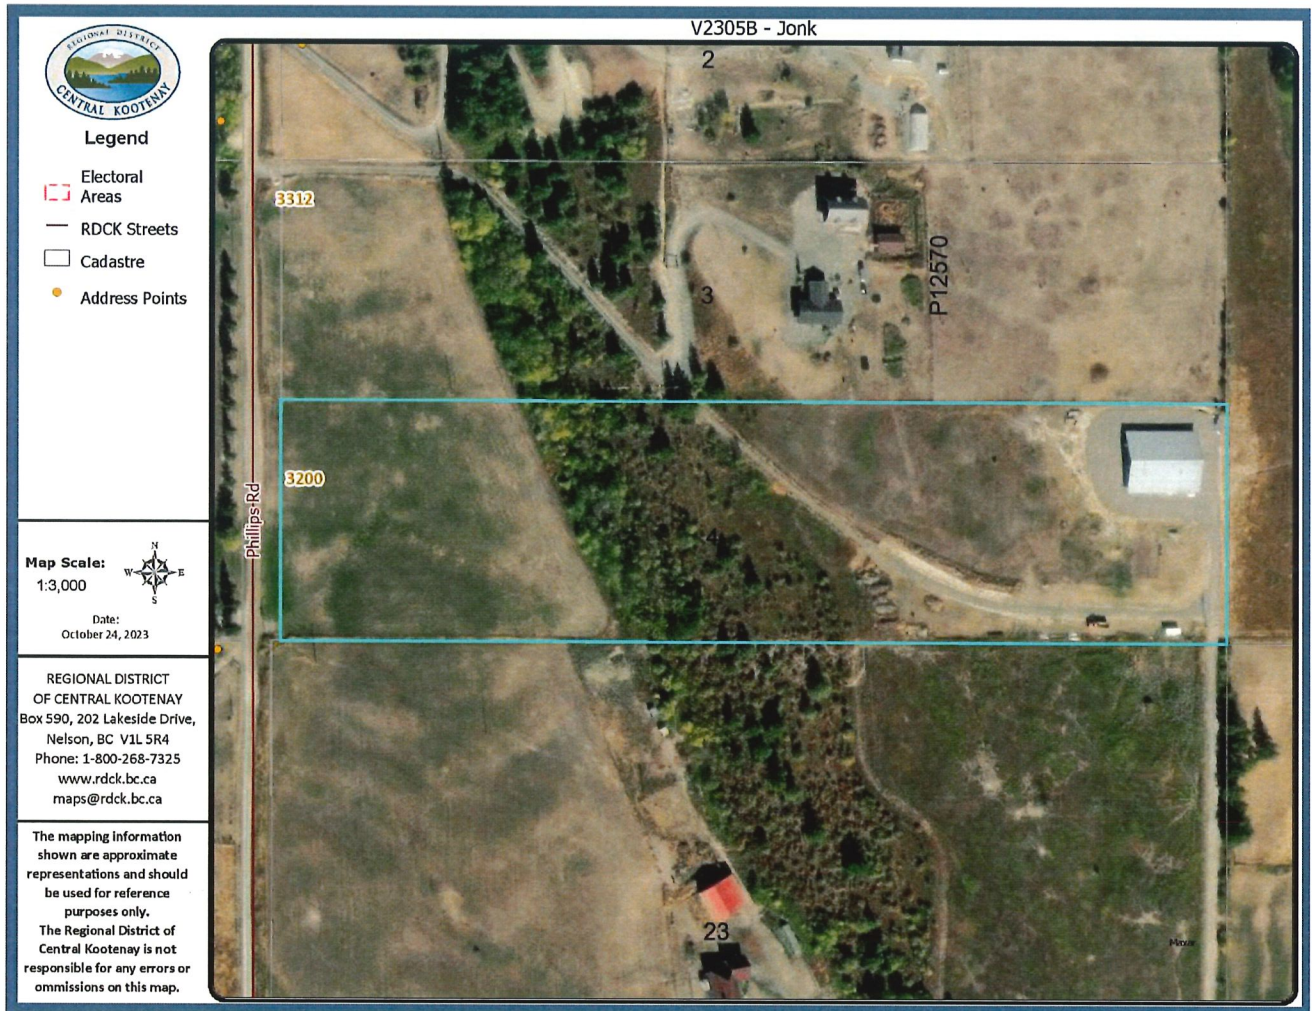 V2305B - Jonk
REGIONAL DISTRICT
CENTRAL KOOTENAY
Legend
Electoral
Areas
RDCK Streets
Cadastre
Address Points
Map Scale:
1:3,000
N
W
E
S
Date:
October 24, 2023
REGIONAL DISTRICT
OF CENTRAL KOOTENAY
Box 590, 202 Lakeside Drive,
Nelson, BC V1L 5R4
Phone: 1-800-268-7325
www.rdck.bc.ca
maps@rdck.bc.ca
The mapping information
shown are approximate
representations and should
be used for reference
purposes only.
The Regional District of
Central Kootenay is not
responsible for any errors or
ommissions on this map.
2
3312
3
P12570
3200
Phillips Rd
4
23
Maxar